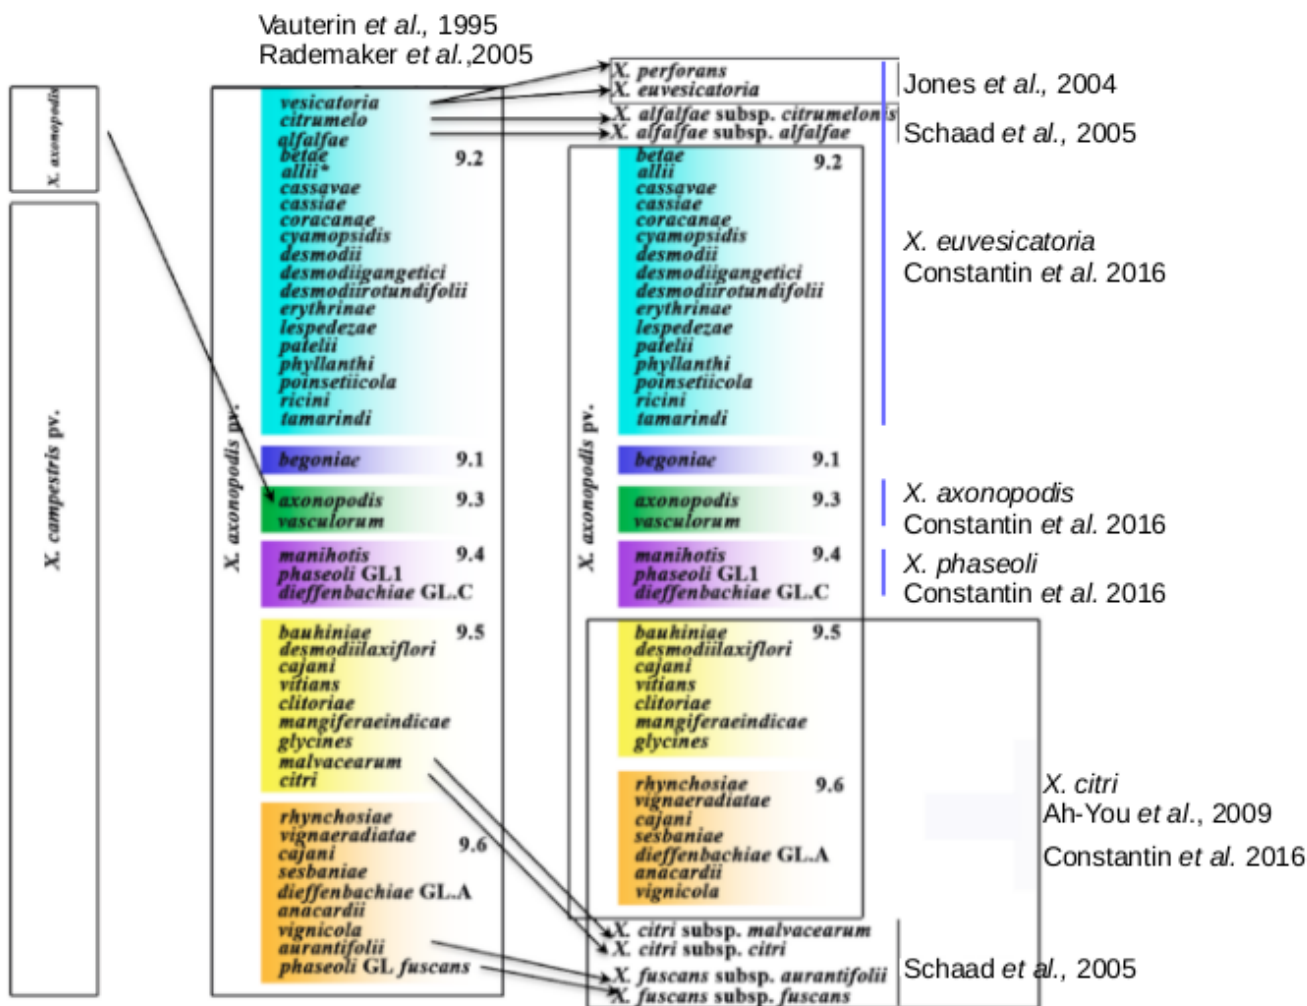 Vauterin et al., 1995
Rademaker et al.,2005
X. axonopodis
X. campestris pv.
X. axonopodis pv.
vesicatoria
citrumelo
alfalfae
betae 9.2
allii*
cassavae
cassiae
coracanae
cyamopsidis
desmodii
desmodiigangetici
desmodiirotundifolii
erythrinae
lespedezae
patelii
phyllanthi
poinsetiicola
ricini
tamarindi
begoniae 9.1
axonopodis 9.3
vasculorum
manihotis 9.4
phaseoli GL1
dieffenbachiae GL.C
bauhiniae 9.5
desmodiilaxiflori
cajani
vitians
clitoriae
mangiferaeindicae
glycines
malvacearum
citri
rhynchosiae
vignaeradiatae
cajani 9.6
sesbaniae
dieffenbachiae GL.A
anacardii
vignicola
aurantifolii
phaseoli GL fuscans
X. perforans
X. euvesicatoria
X. alfalfae subsp. citrumelonis
X. alfalfae subsp. alfalfae
X. axonopodis pv.
betae 9.2
allii
cassavae
cassiae
coracanae
cyamopsidis
desmodii
desmodiigangetici
desmodiirotundifolii
erythrinae
lespedezae
patelii
phyllanthi
poinsetiicola
ricini
tamarindi
begoniae 9.1
axonopodis 9.3
vasculorum
manihotis 9.4
phaseoli GL1
dieffenbachiae GL.C
bauhiniae 9.5
desmodiilaxiflori
cajani
vitians
clitoriae
mangiferaeindicae
glycines
rhynchosiae 9.6
vignaeradiatae
cajani
sesbaniae
dieffenbachiae GL.A
anacardii
vignicola
X. citri subsp. malvacearum
X. citri subsp. citri
X. fuscans subsp. aurantifolii
X. fuscans subsp. fuscans
Jones et al., 2004
Schaad et al., 2005
X. euvesicatoria
Constantin et al. 2016
X. axonopodis
Constantin et al. 2016
X. phaseoli
Constantin et al. 2016
X. citri
Ah-You et al., 2009
Constantin et al. 2016
Schaad et al., 2005